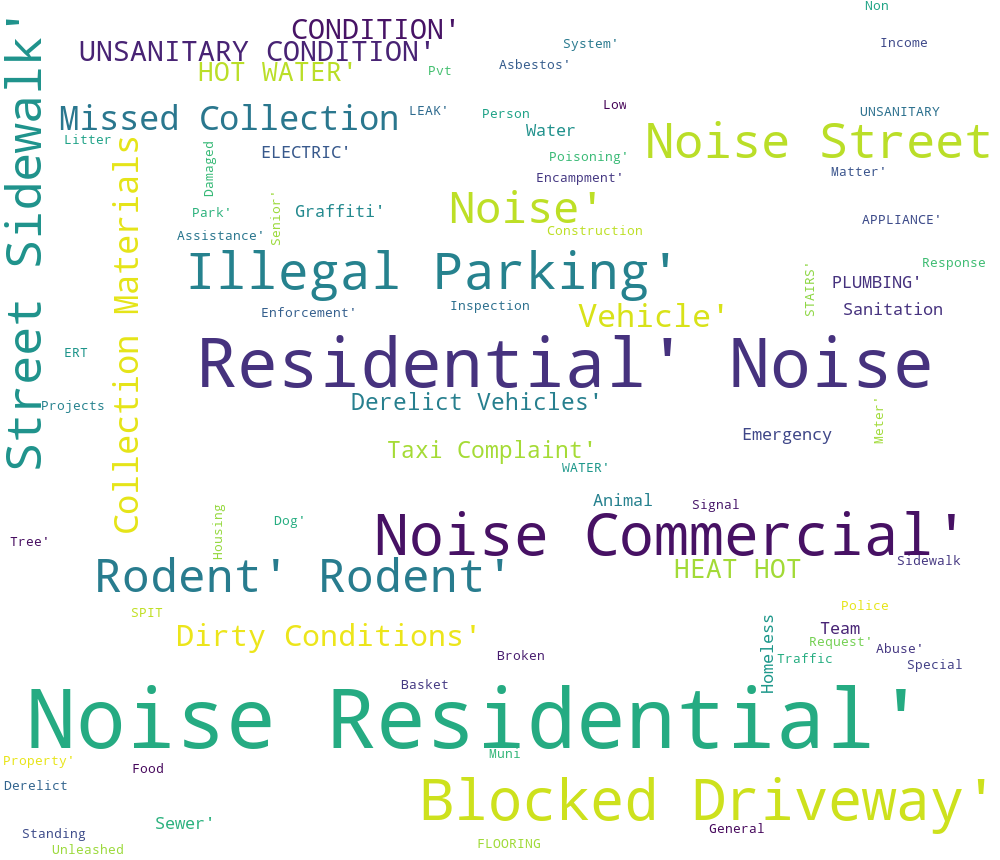 Non
CONDITION'
System'
Income
UNSANITARY CONDITION'
Asbestos'
HOT WATER'
Pvt
Street Sidewalk'
Missed Collection
LEAK'
Person
Low
UNSANITARY
Water
Noise Street
Litter
ELECTRIC'
Poisoning'
Damaged
Encampment'
Matter'
Collection Materials
Park'
Graffiti'
Senior'
Noise'
APPLIANCE'
Assistance'
Construction
Illegal Parking'
Response
STAIRS'
PLUMBING'
Enforcement'
Inspection
Vehicle'
Sanitation
ERT
Residential' Noise
Projects
Derelict Vehicles'
Meter'
Emergency
Taxi Complaint'
WATER'
Animal
Signal
Housing
Dog'
Noise Commercial'
Tree'
Sidewalk
Rodent' Rodent'
HEAT HOT
SPIT
Police
Dirty Conditions'
Team
Homeless
Request'
Abuse'
Broken
Traffic
Special
Basket
Noise Residential'
Property'
Muni
Food
Derelict
Blocked Driveway'
Sewer'
General
Standing
Unleashed
FLOORING